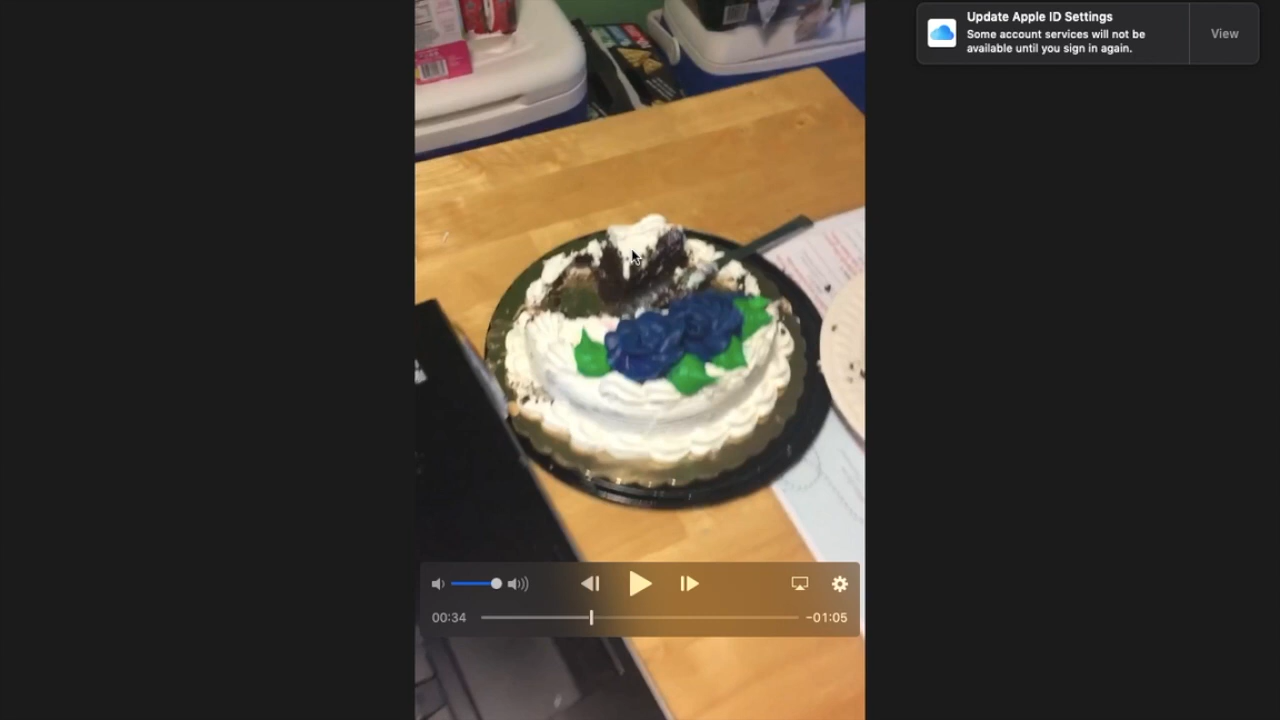 Update Apple ID Settings
Some account services will not be
available until you sign in again.
View
00:34
-01:05